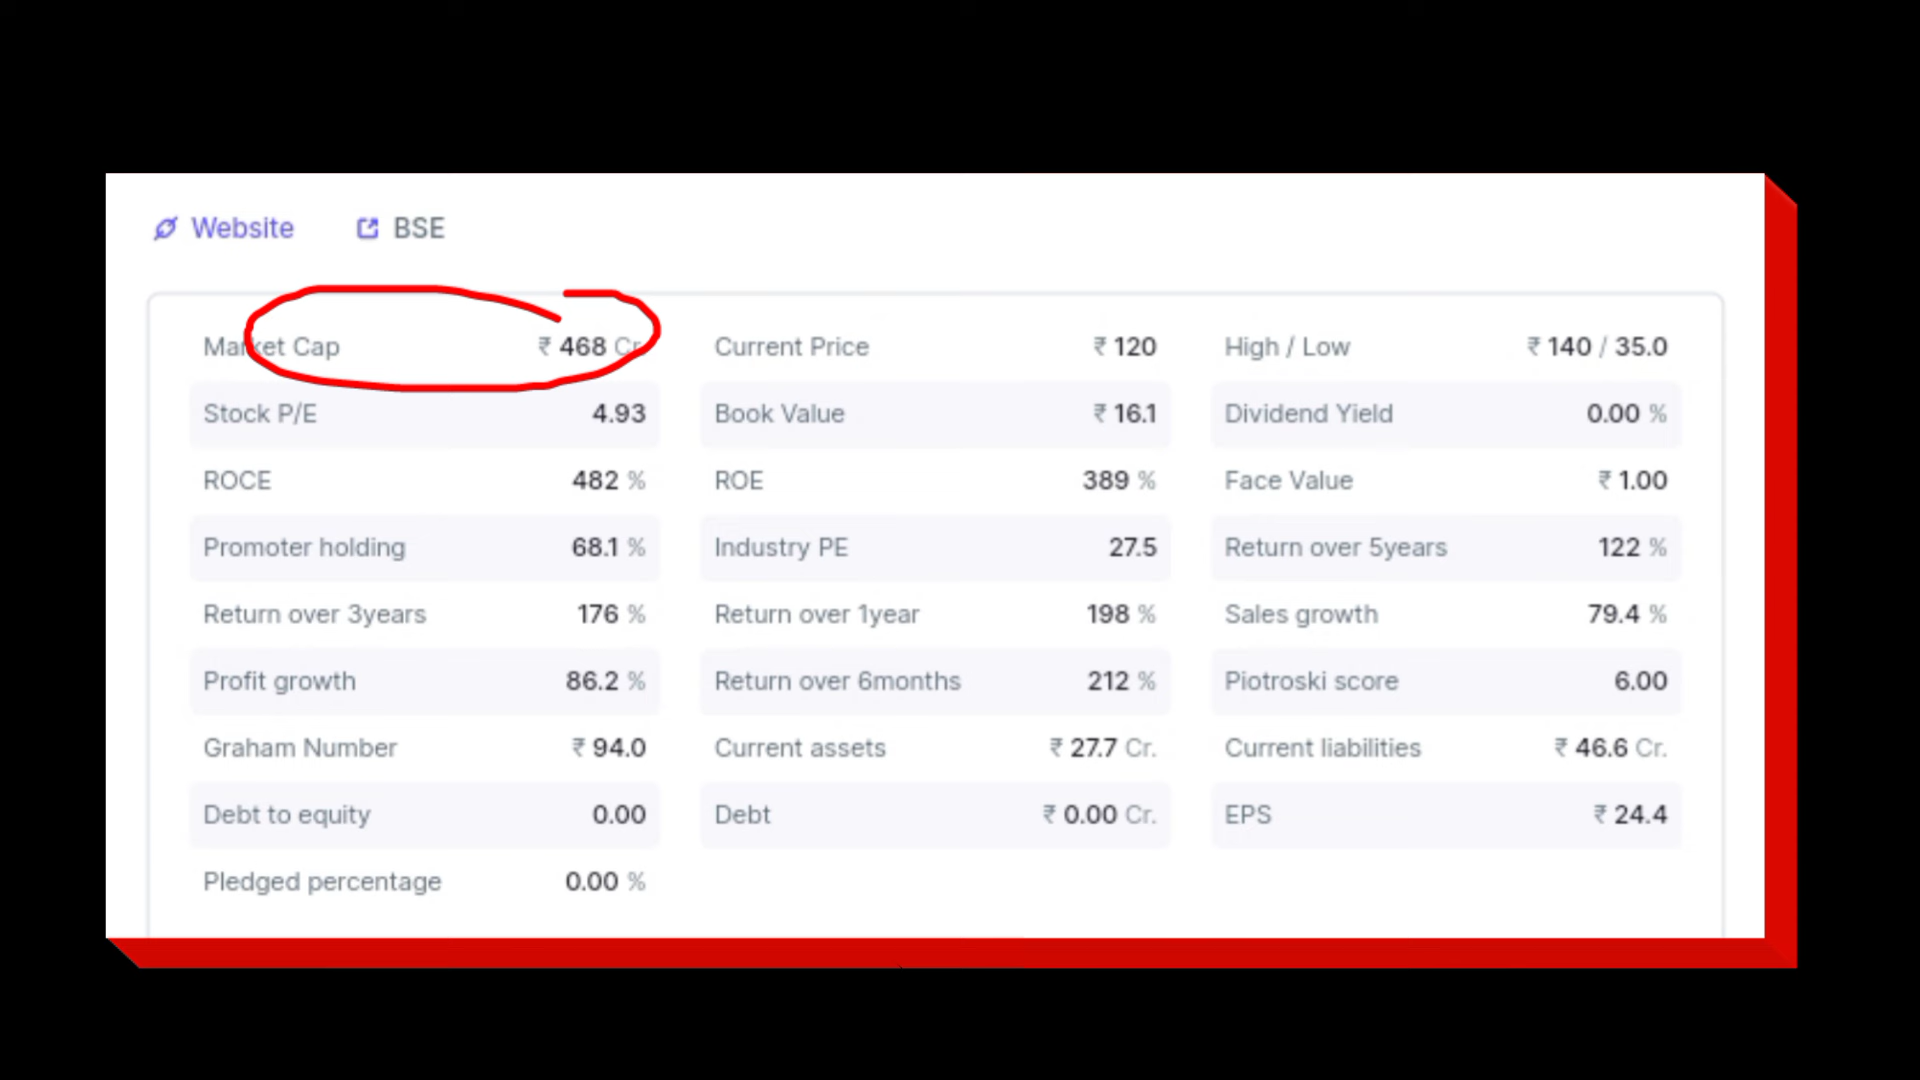 Website BSE
Market Cap ₹ 468 Cr. Current Price ₹ 120 High / Low ₹ 140 / 35.0
Stock P/E 4.93 Book Value ₹ 16.1 Dividend Yield 0.00 %
ROCE 482 % ROE 389 % Face Value ₹ 1.00
Promoter holding 68.1 % Industry PE 27.5 Return over 5years 122 %
Return over 3years 176 % Return over 1year 198 % Sales growth 79.4 %
Profit growth 86.2 % Return over 6months 212 % Piotroski score 6.00
Graham Number ₹ 94.0 Current assets ₹ 27.7 Cr. Current liabilities ₹ 46.6 Cr.
Debt to equity 0.00 Debt ₹ 0.00 Cr. EPS ₹ 24.4
Pledged percentage 0.00 %